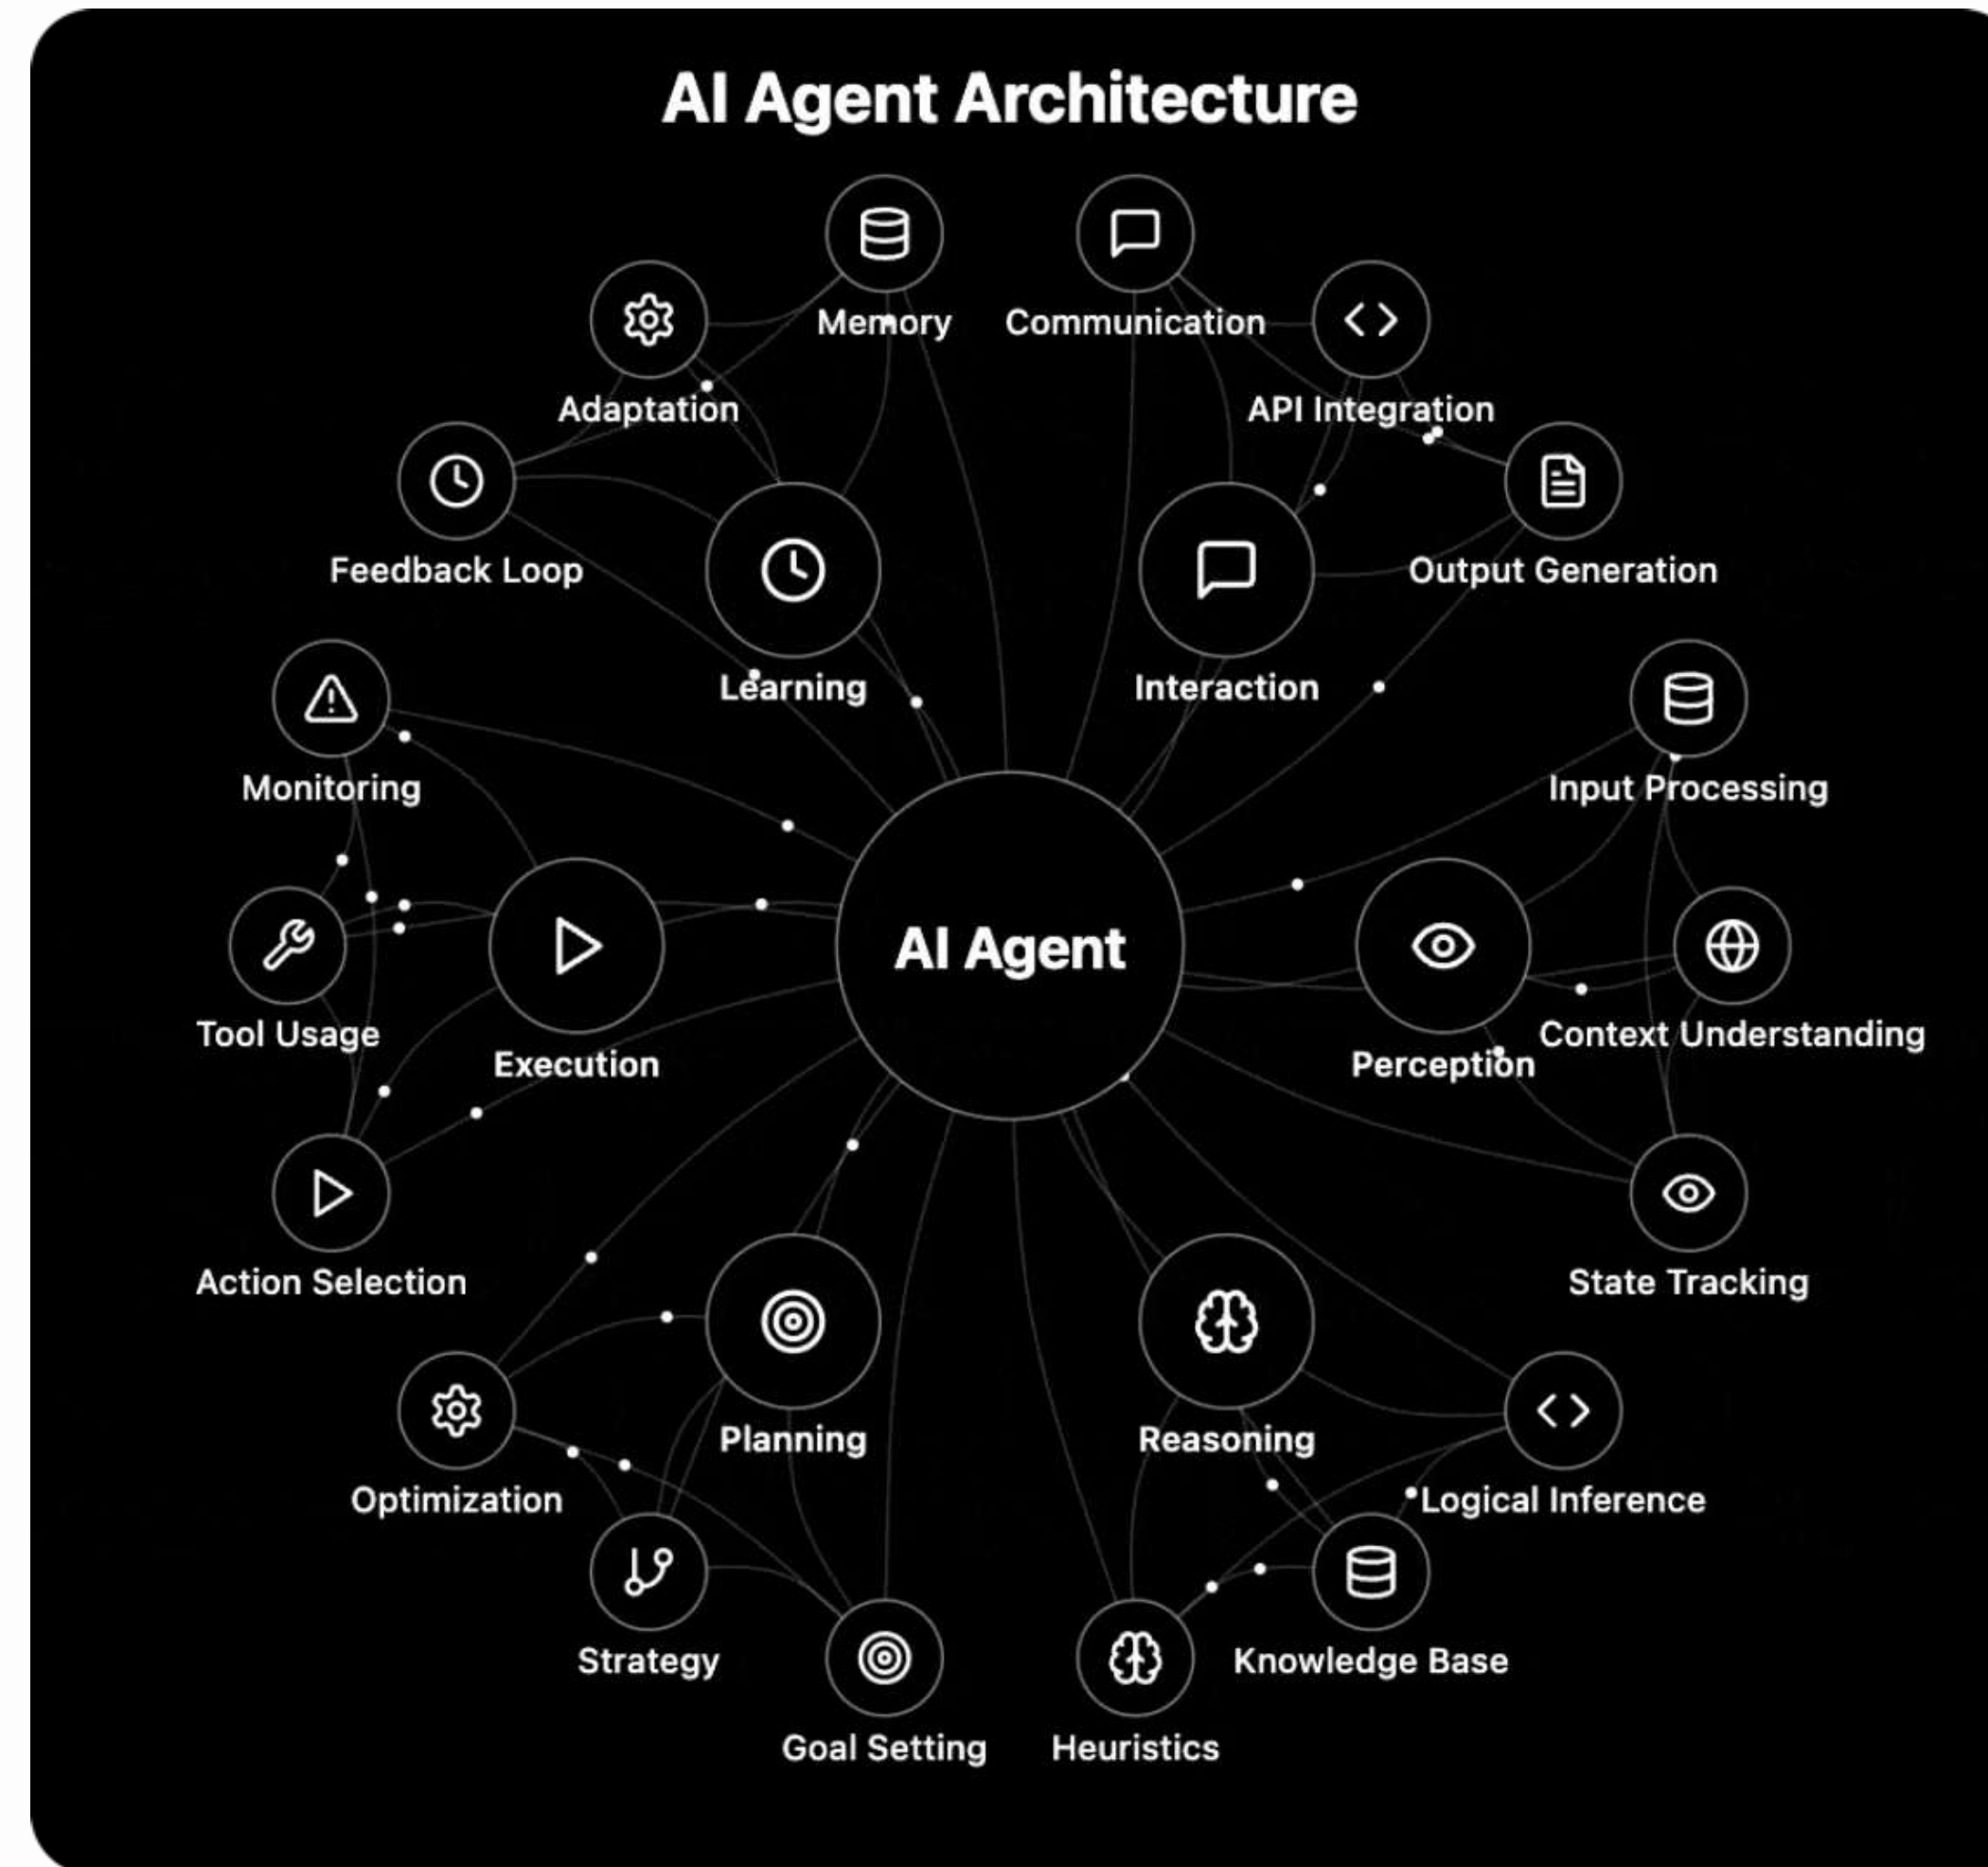 AI Agent Architecture
Memory
Communication
Adaptation
API Integration
Feedback Loop
Output Generation
Learning
Interaction
Monitoring
Input Processing
AI Agent
Tool Usage
Context Understanding
Execution
Perception
Action Selection
State Tracking
Planning
Reasoning
Optimization
Logical Inference
Strategy
Knowledge Base
Goal Setting
Heuristics